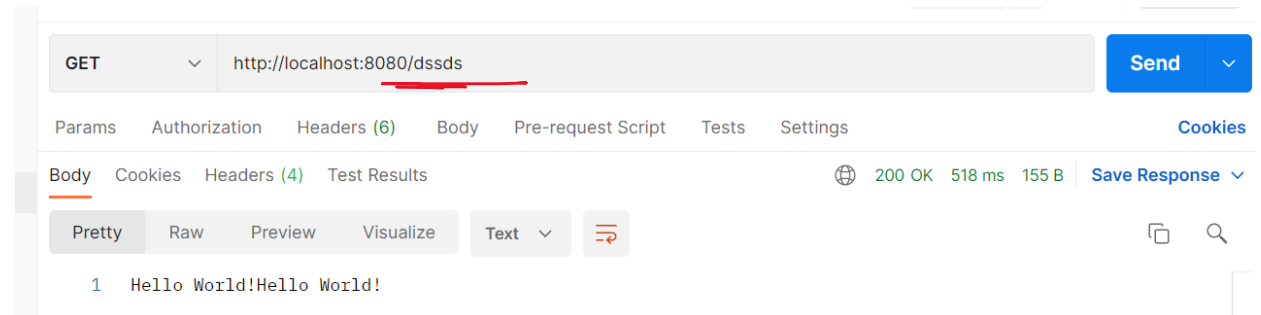 GET http://localhost:8080/dssds Send
Params Authorization Headers (6) Body Pre-request Script Tests Settings Cookies
Body Cookies Headers (4) Test Results 200 OK 518 ms 155 B Save Response
Pretty Raw Preview Visualize Text
1 Hello World!Hello World!